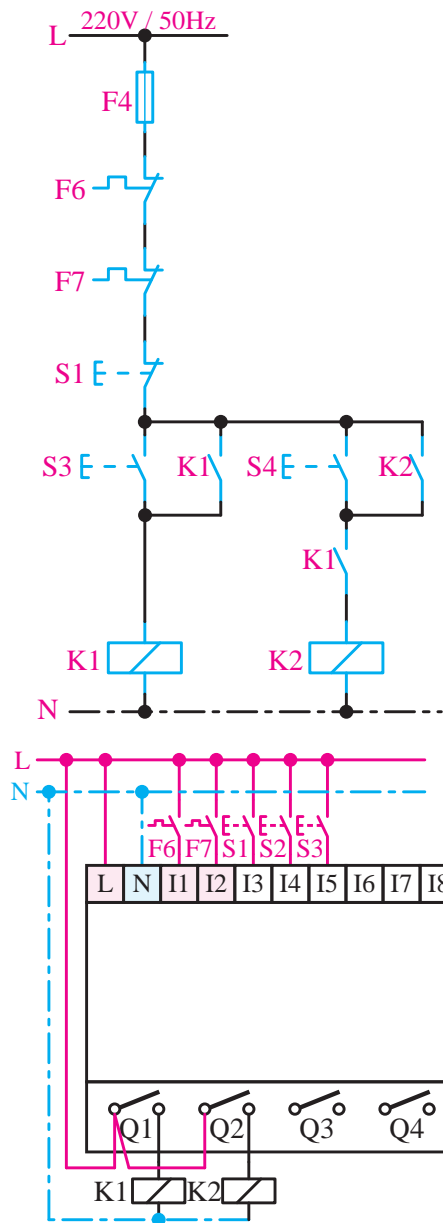 220V / 50Hz
L
F4
F6
F7
S1
S3 K1 S4 K2
K1
K1 K2
N
L
N
F6 F7 S1 S2 S3
L N I1 I2 I3 I4 I5 I6 I7 I8
Q1 Q2 Q3 Q4
K1 K2